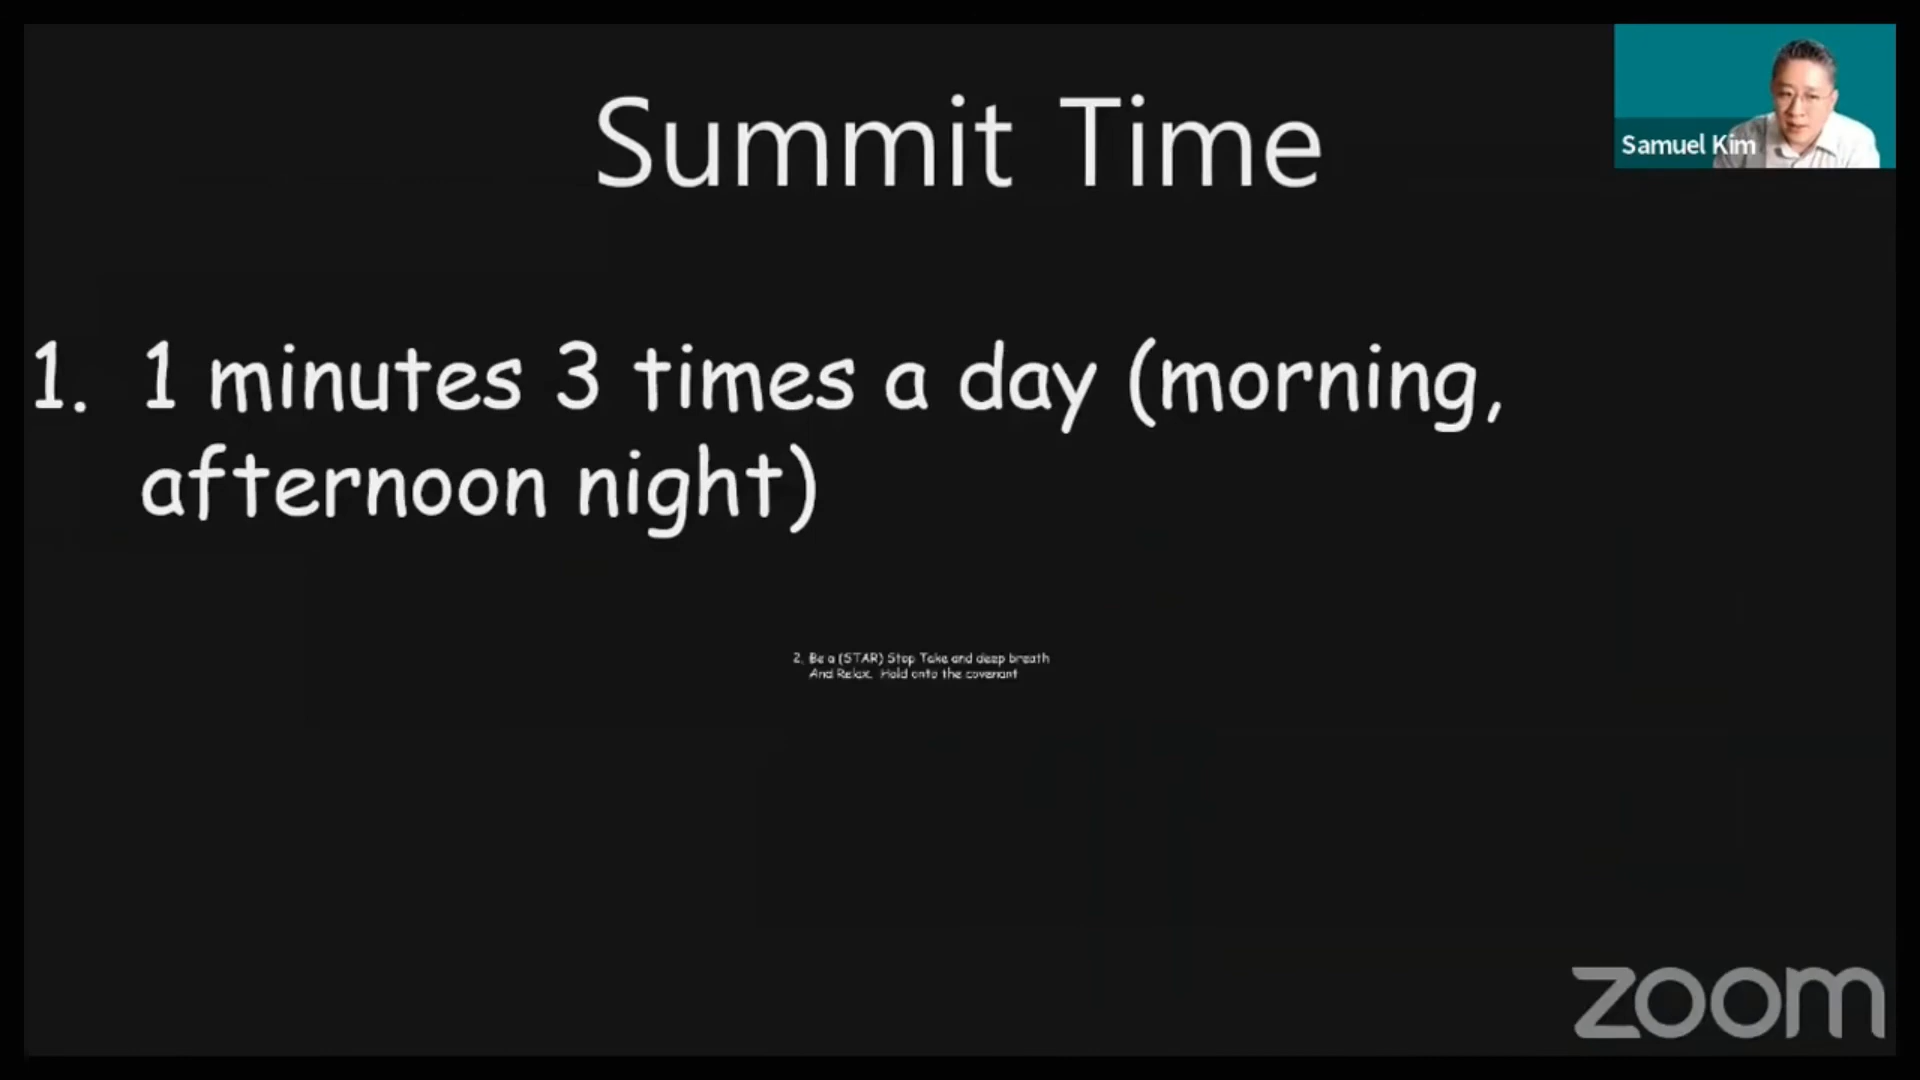 Summit Time
Samuel Kim
1. 1 minutes 3 times a day (morning,
afternoon night)
2. Be a (STAR) Stop Take and deep breath
And Relax. Hold onto the covenant
zoom